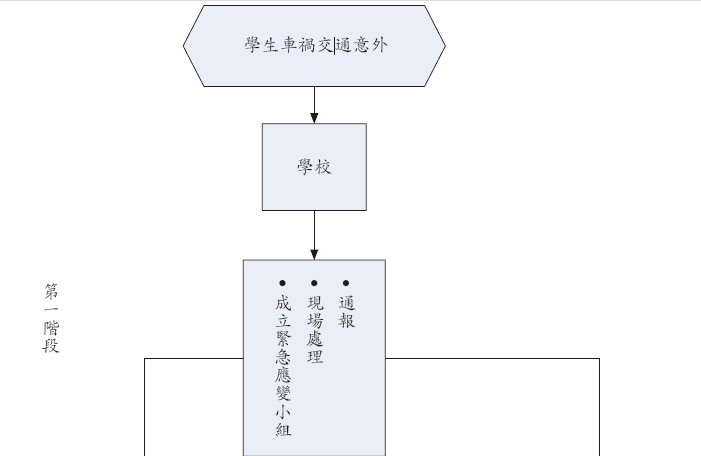 學生車禍交通意外
學校
第一階段
• 通報
• 現場處理
• 成立緊急應變小組